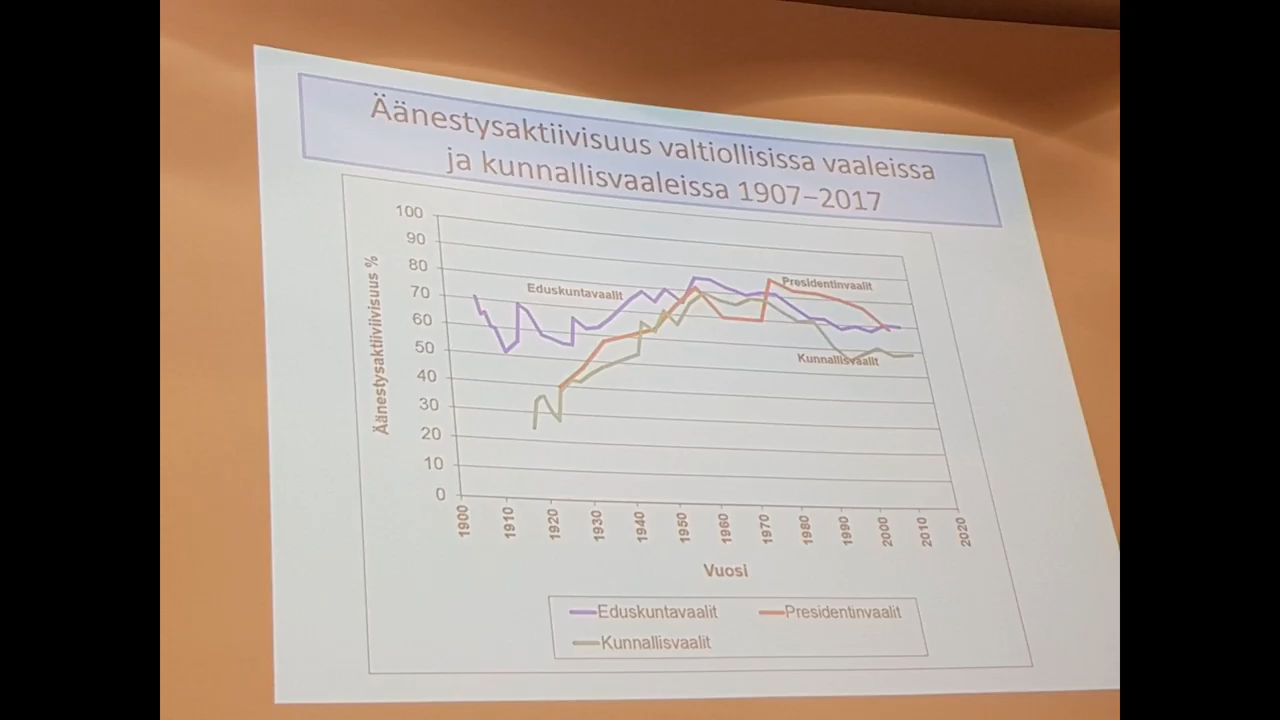 Äänestysaktiivisuus valtiollisissa vaaleissa
ja kunnallisvaaleissa 1907–2017
100
90
80
70
60
50
40
30
20
10
0
Äänestysaktiiviivisuus %
Eduskuntavaalit
Presidentinvaalit
Kunnallisvaalit
1900
1910
1920
1930
1940
1950
1960
1970
1980
1990
2000
2010
2020
Vuosi
Eduskuntavaalit
Presidentinvaalit
Kunnallisvaalit